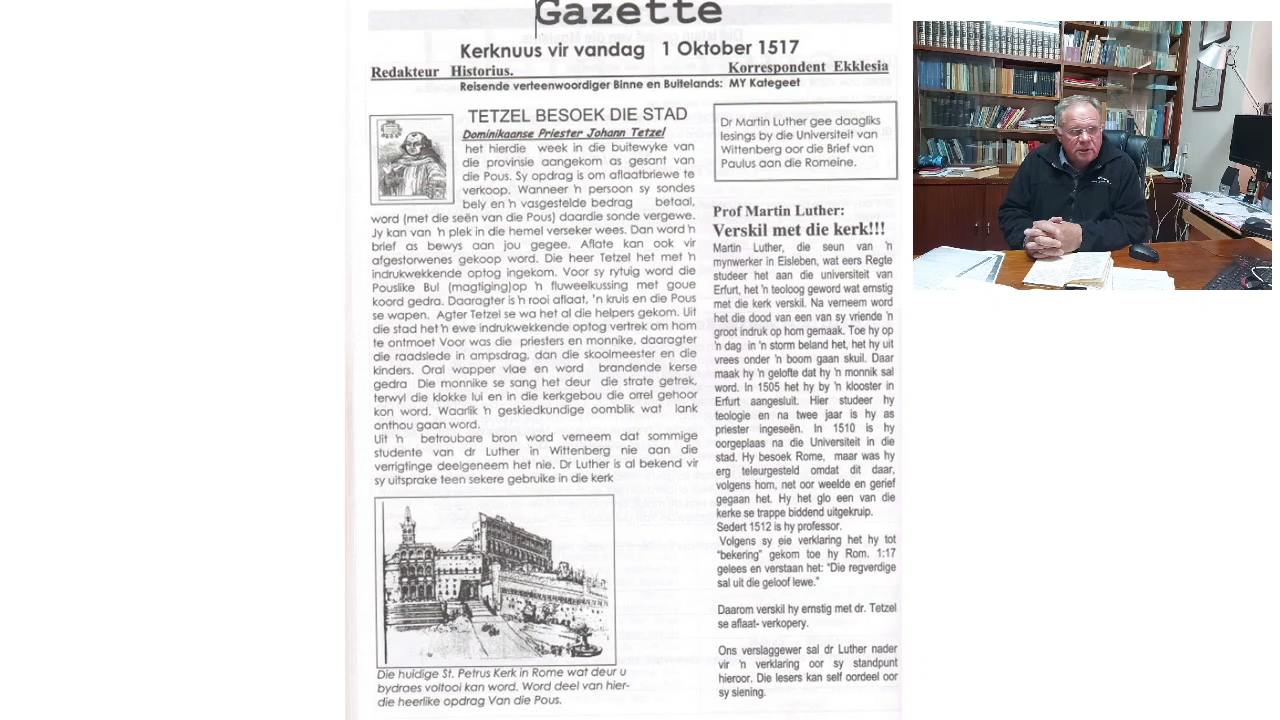 Gazette
Kerknuus vir vandag 1 Oktober 1517
Redakteur Historius. Korrespondent Ekklesia
Reisende verteenwoordiger Binne en Buitelands: MY Kategeet
TETZEL BESOEK DIE STAD
Dominikaanse Priester Johann Tetzel
het hierdie week in die buitewyke van
die provinsie aangekom as gesant van
die Pous. Sy opdrag is om aflaatbriewe te
verkoop. Wanneer 'n persoon sy sondes
bely en 'n vasgestelde bedrag betaal,
word (met die seën van die Pous) daardie sonde vergewe.
Jy kan van 'n plek in die hemel verseker wees. Dan word 'n
brief as bewys aan jou gegee. Aflate kan ook vir
afgestorwenes gekoop word. Die heer Tetzel het met 'n
indrukwekkende optog ingekom. Voor sy rytuig word die
Pouslike Bul (magtiging)op 'n fluweelkussing met goue
koord gedra. Daaragter is 'n rooi aflaat, 'n kruis en die Pous
se wapen. Agter Tetzel se wa het al die helpers gekom. Uit
die stad het 'n ewe indrukwekkende optog vertrek om hom
te ontmoet Voor was die priesters en monnike, daaragter
die raadslede in ampsdrag, dan die skoolmeester en die
kinders. Oral wapper vlae en word brandende kerse
gedra Die monnike se sang het deur die strate getrek,
terwyl die klokke lui en in die kerkgebou die orrel gehoor
kon word. Waarlik 'n geskiedkundige oomblik wat lank
onthou gaan word.
Uit 'n betroubare bron word verneem dat sommige
studente van dr Luther in Wittenberg nie aan die
verrigtinge deelgeneem het nie. Dr Luther is al bekend vir
sy uitsprake teen sekere gebruike in die kerk
Die huidige St. Petrus Kerk in Rome wat deur u
bydraes voltooi kan word. Word deel van hier-
die heerlike opdrag Van die Pous.
Dr Martin Luther gee daagliks
lesings by die Universiteit van
Wittenberg oor die Brief van
Paulus aan die Romeine.
Prof Martin Luther:
Verskil met die kerk!!!
Martin Luther, die seun van 'n
mynwerker in Eisleben, wat eers Regte
studeer het aan die universiteit van
Erfurt, het 'n teoloog geword wat ernstig
met die kerk verskil. Na verneem word
het die dood van een van sy vriende 'n
groot indruk op hom gemaak. Toe hy op
'n dag in 'n storm beland het, het hy uit
vrees onder 'n boom gaan skuil. Daar
maak hy 'n gelofte dat hy 'n monnik sal
word. In 1505 het hy by 'n klooster in
Erfurt aangesluit. Hier studeer hy
teologie en na twee jaar is hy as
priester ingeseën. In 1510 is hy
oorgeplaas na die Universiteit in die
stad. Hy besoek Rome, maar was hy
erg teleurgesteld omdat dit daar,
volgens hom, net oor weelde en gerief
gegaan het. Hy het glo een van die
kerke se trappe biddend uitgekruip.
Sedert 1512 is hy professor.
Volgens sy eie verklaring het hy tot
"bekering" gekom toe hy Rom. 1:17
gelees en verstaan het: "Die regverdige
sal uit die geloof lewe."
Daarom verskil hy ernstig met dr. Tetzel
se aflaat- verkopery.
Ons verslaggewer sal dr Luther nader
vir 'n verklaring oor sy standpunt
hieroor. Die lesers kan self oordeel oor
sy siening.